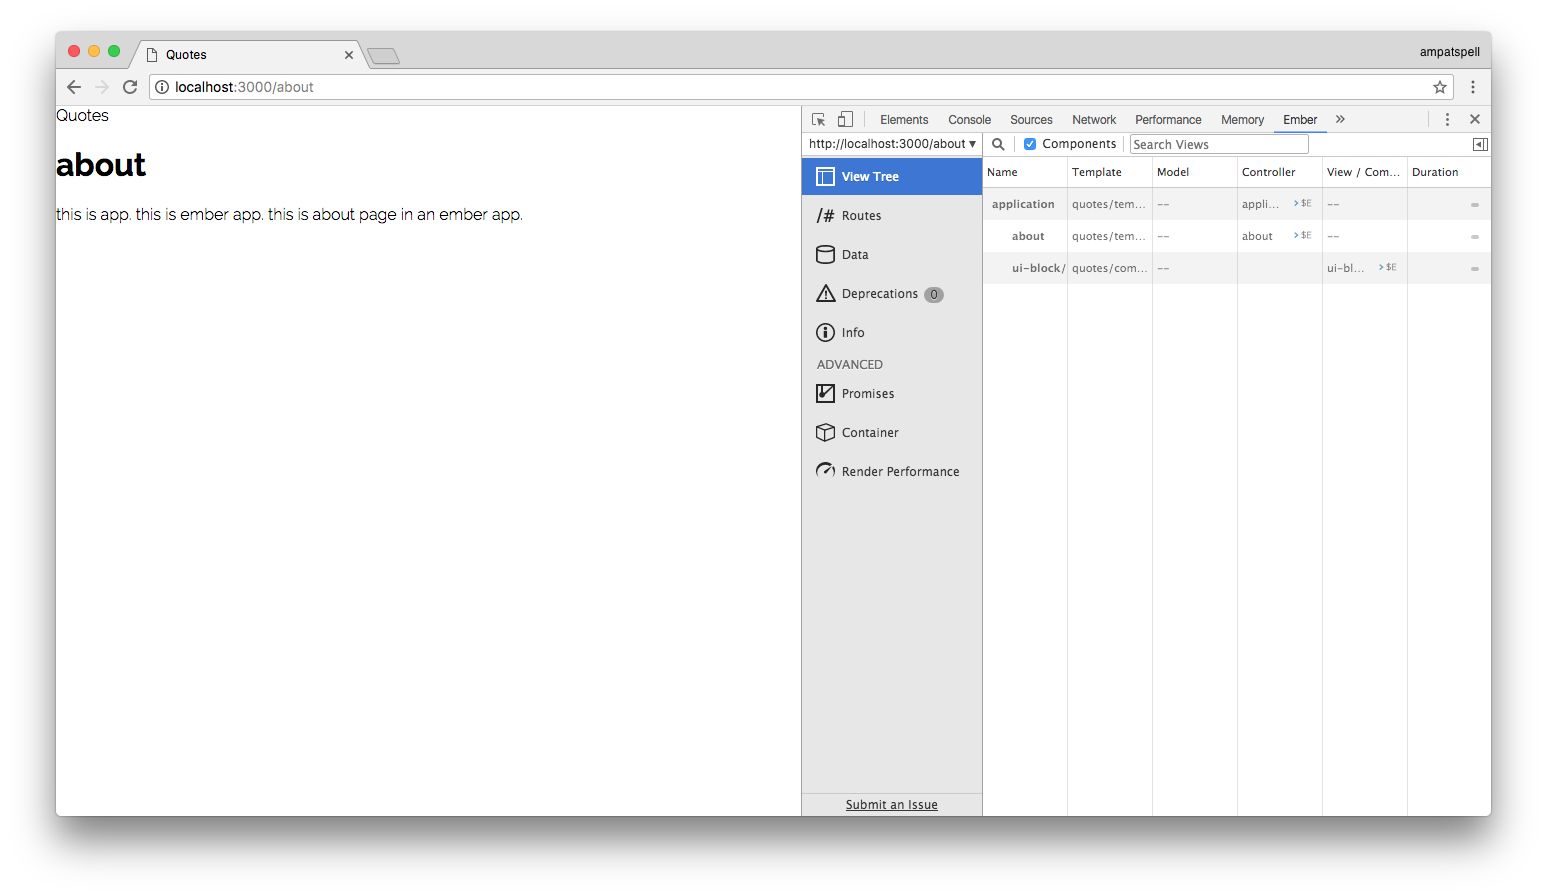 Quotes
ampatspell
localhost:3000/about
Quotes
about
this is app. this is ember app. this is about page in an ember app.
Elements Console Sources Network Performance Memory Ember »
http://localhost:3000/about ▾
Components Search Views
View Tree
/# Routes
Data
Deprecations 0
Info
ADVANCED
Promises
Container
Render Performance
Submit an Issue
Name Template Model Controller View / Com... Duration
application quotes/tem... -- appli... >$E --
about quotes/tem... -- about >$E --
ui-block/ quotes/com... -- ui-bl... >$E